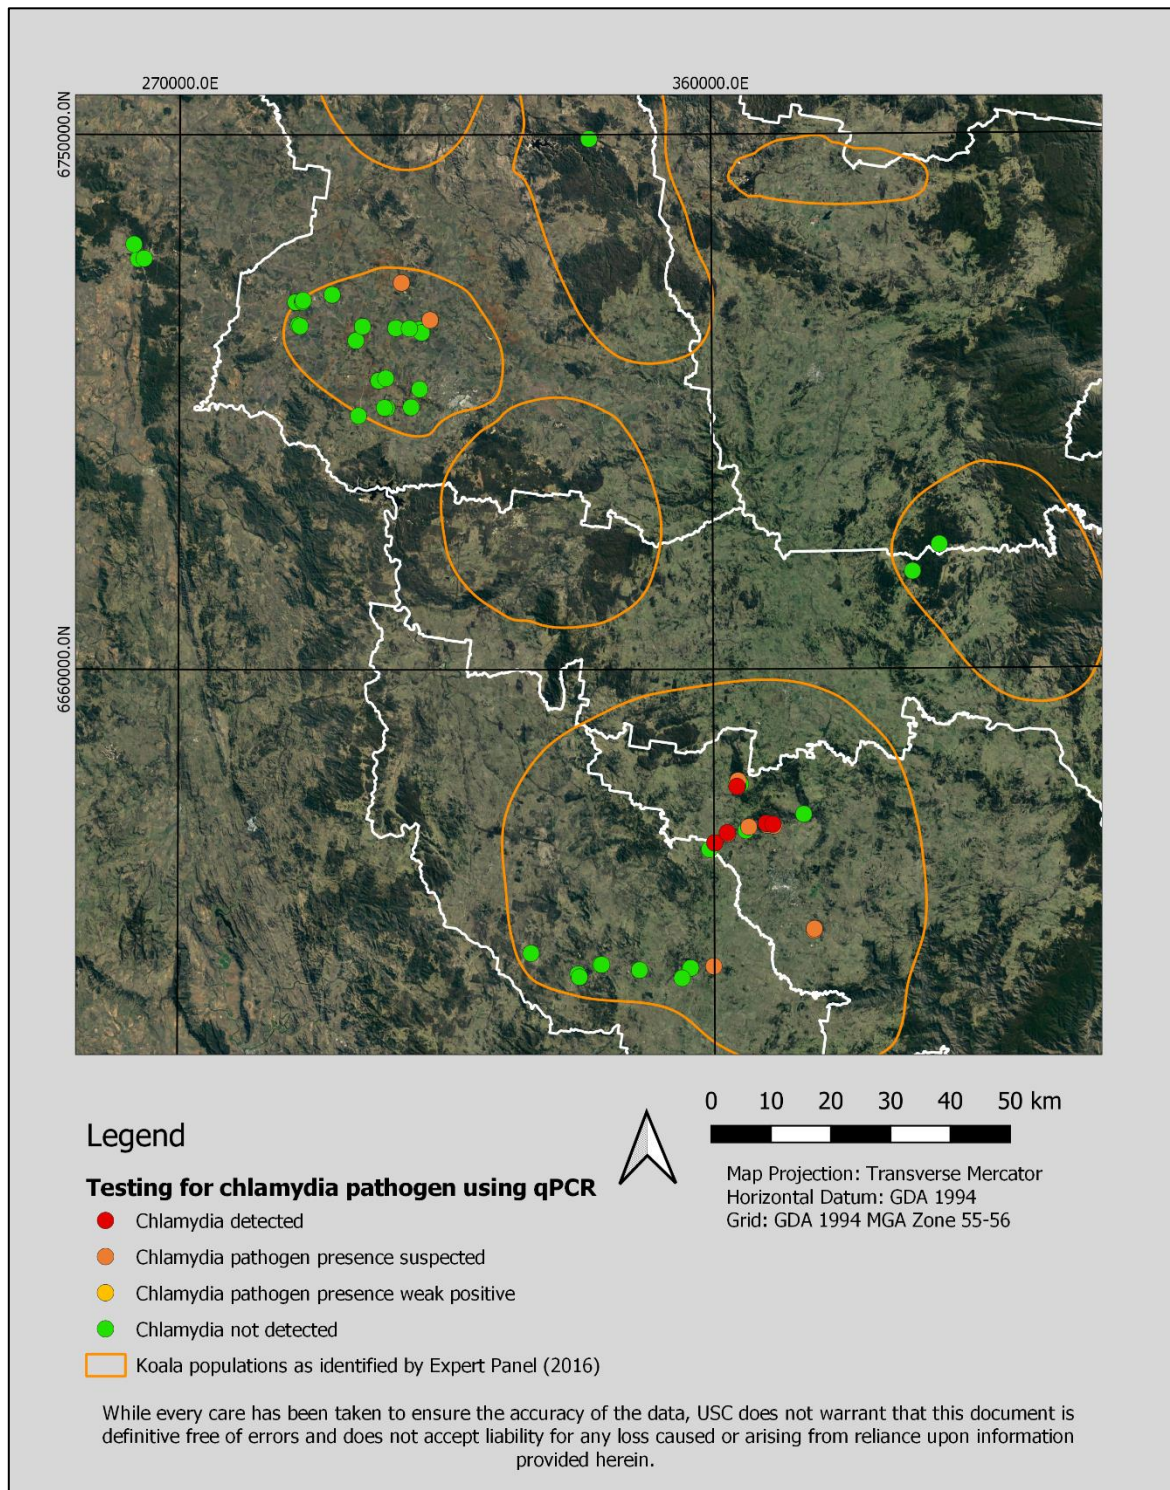 270000.0E
360000.0E
6750000.0N
6660000.0N
0 10 20 30 40 50 km
Legend
Map Projection: Transverse Mercator
Horizontal Datum: GDA 1994
Grid: GDA 1994 MGA Zone 55-56
Testing for chlamydia pathogen using qPCR
Chlamydia detected
Chlamydia pathogen presence suspected
Chlamydia pathogen presence weak positive
Chlamydia not detected
Koala populations as identified by Expert Panel (2016)
While every care has been taken to ensure the accuracy of the data, USC does not warrant that this document is
definitive free of errors and does not accept liability for any loss caused or arising from reliance upon information
provided herein.